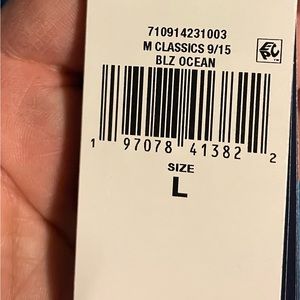 710914231003
M CLASSICS 9/15
BLZ OCEAN
1 97078 41382 2
SIZE
L